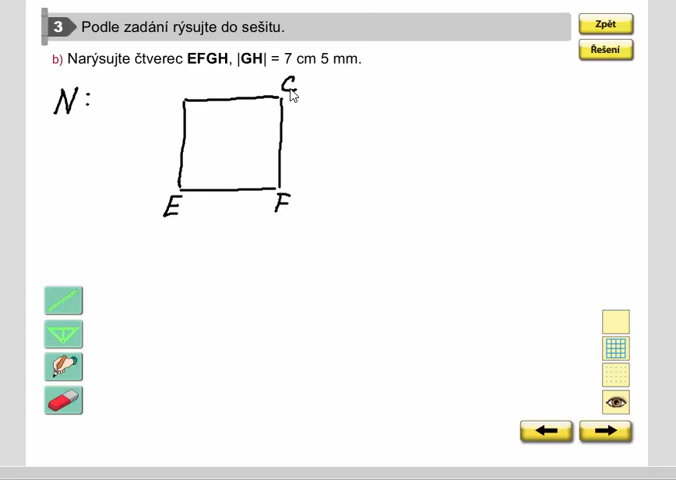 3 Podle zadání rýsujte do sešitu.
Zpět
Řešení
b) Narýsujte čtverec EFGH, |GH| = 7 cm 5 mm.
N:
G
E F